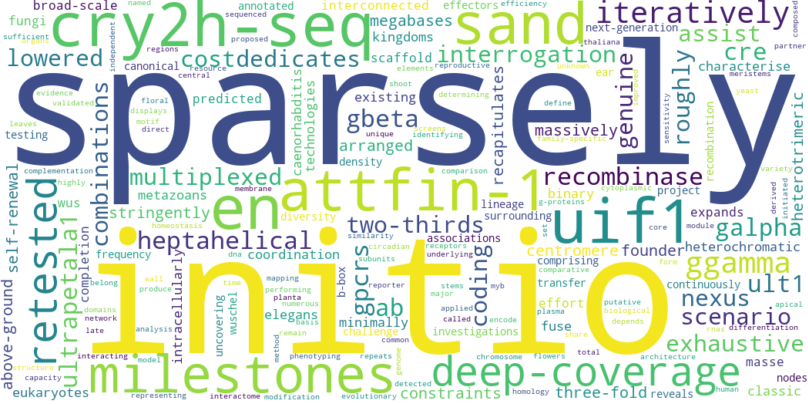 broad-scale
annotated
interconnected
effectors
efficiency
named
sequenced
fungi
cry2h-seq
megabases
kingdoms
sand
next-generation
composed
iteratively
sufficient
organs
independent
regions
proposed
thaliana
partner
assist
lowered
cost
dedicates
scaffold
interrogation
cre
canonical
central
resource
reproductive
unknown
ear
characterise
sparsely
evidence
validated
predicted
existing
elements
define
meristems
yeast
genuine
roughly
floral
displays
shoot
determining
gbeta
testing
leaves
motif
direct
screens
identifying
unique
massively
family-specific
improved
sensitivity
recombination
arranged
density
comparison
combinations
caenorhabditis
technologies
recapitulates
complementation
highly
membrane
multiplexed
recombinase
cytoplasmic
project
variety
heterotrimeric
self-renewal
retested
wus
metazoans
en
attfin-1
binary
g-proteins
derived
initiated
stringently
homeostasis
diversity
lineage
surrounding
set
uif1
core
module
expands
galpha
ultrapetala1
completion
heptahelical
two-thirds
associations
underlying
coding
centromere
founder
heterochromatic
frequency
dna
coordination
similarity
circadian
receptors
comprising
comparative
ggamma
above-ground
domains
belong
wall
time
mapping
gpcrs
subunits
b-box
reporter
stems
major
transfer
plasma
continuously
ult1
network
produce
intracellularly
uncovering
wuschel
performing
planta
numerous
elegans
gab
applied
myb
effort
putative
form
biological
nexus
late
analysis
basis
remain
minimally
called
encode
fuse
depends
share
scenario
interacting
model
phenotyping
challenge
investigations
rnas
differentiation
exhaustive
initio
structure
capacity
interactome
method
repeats
common
genome
chromosome
flowers
total
architecture
apical
milestones
deep-coverage
masse
eukaryotes
representing
modification
evolutionary
detected
homology
human
constraints
three-fold
reveals
classic
nodes